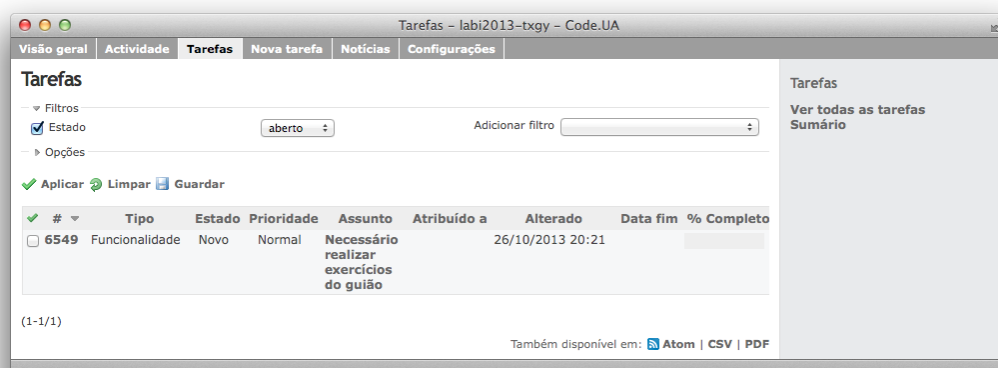 Tarefas - labi2013-txgy - Code.UA
Visão geral Actividade Tarefas Nova tarefa Notícias Configurações
Tarefas
Filtros
Estado aberto Adicionar filtro
Opções
Aplicar Limpar Guardar
# Tipo Estado Prioridade Assunto Atribuído a Alterado Data fim % Completo
6549 Funcionalidade Novo Normal Necessário 26/10/2013 20:21
realizar
exercícios
do guião
(1-1/1)
Também disponível em: Atom | CSV | PDF
Tarefas
Ver todas as tarefas
Sumário